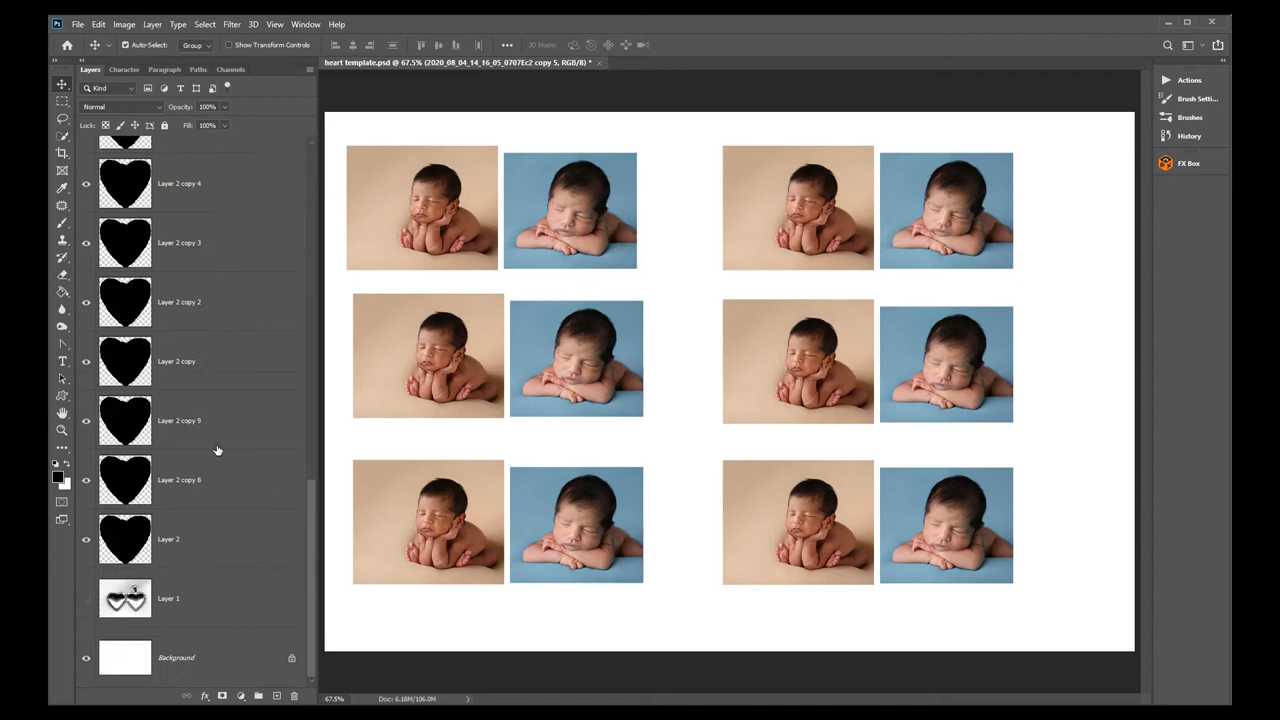 Ps File Edit Image Layer Type Select Filter 3D View Window Help
Auto-Select: Group Show Transform Controls 3D Mode:
Layers Character Paragraph Paths Channels
heart template.psd @ 67.5% (2020_08_04_14_16_05_0707Ec2 copy 5, RGB/8) *
Kind
Normal Opacity: 100%
Lock: Fill: 100%
Layer 2 copy 4
Layer 2 copy 3
Layer 2 copy 2
Layer 2 copy
Layer 2 copy 9
Layer 2 copy 8
Layer 2
Layer 1
Background
fx
67.5% Doc: 6.18M/106.0M
Actions
Brush Setti...
Brushes
History
FX Box